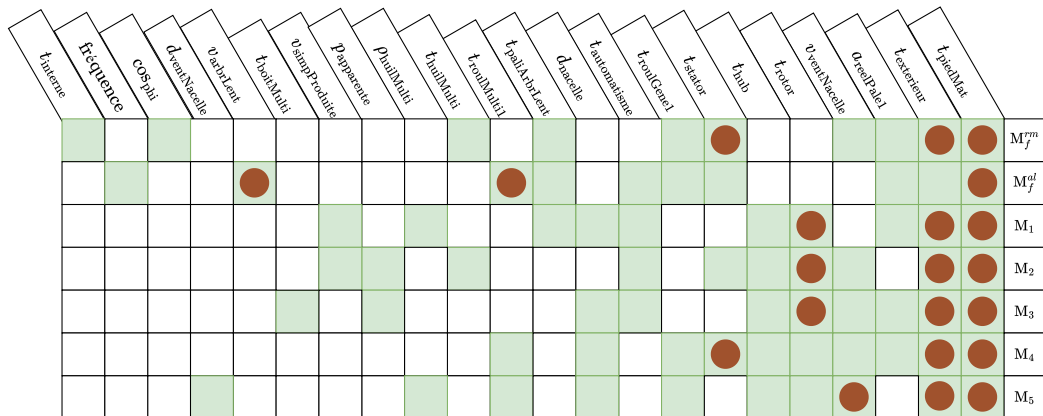 t_interne
fréquence
cos_phi
d_ventNacelle
v_arbrLent
t_boitMulti
v_simpProduite
p_apparente
ρ_huilMulti
t_huilMulti
t_roulMulti1
t_paliArbrLent
d_nacelle
t_automatisme
t_roulGene1
t_stator
t_hub
t_rotor
v_ventNacelle
a_reelPale1
t_exterieur
t_piedMat
M_f^rm
M_f^al
M_1
M_2
M_3
M_4
M_5